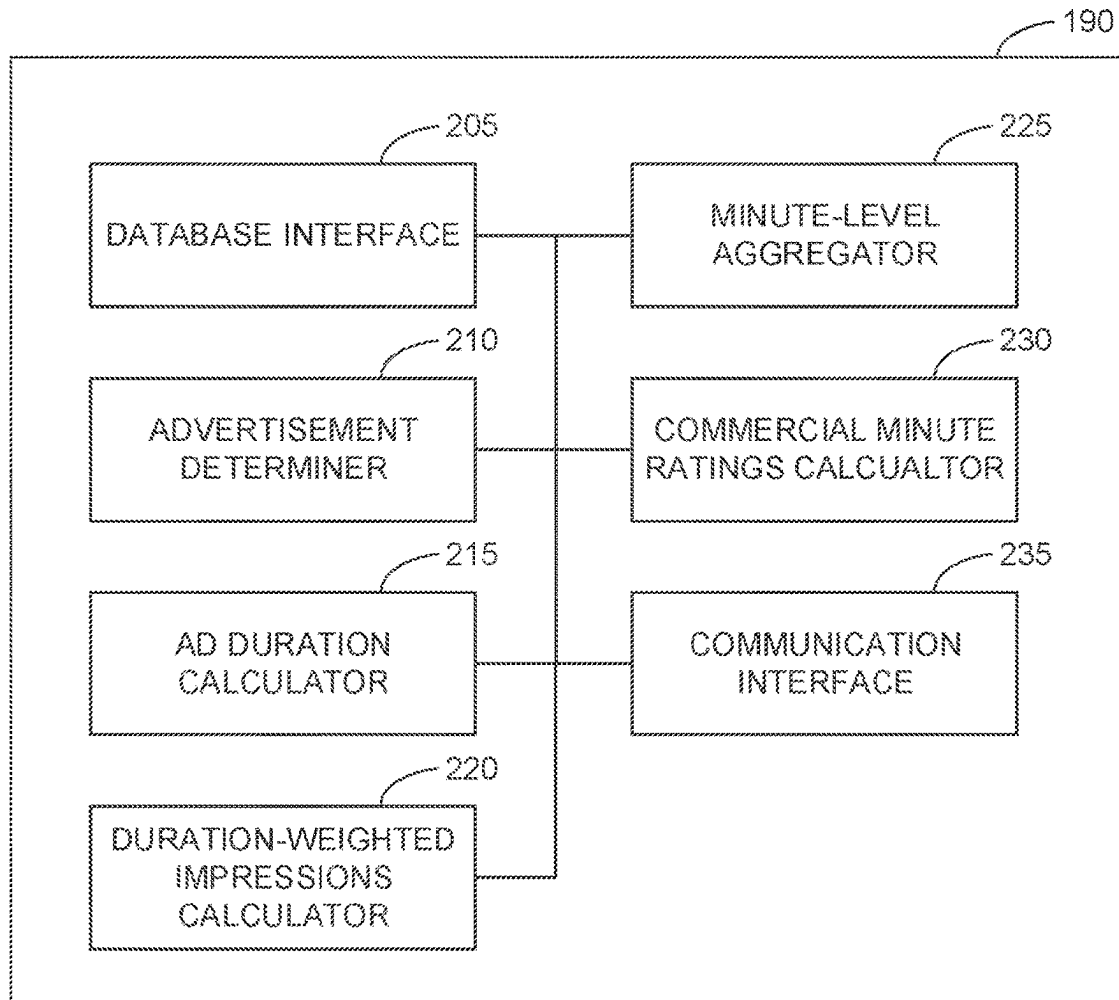 190
205
DATABASE INTERFACE
225
MINUTE-LEVEL
AGGREGATOR
210
ADVERTISEMENT
DETERMINER
230
COMMERCIAL MINUTE
RATINGS CALCUALTOR
215
AD DURATION
CALCULATOR
235
COMMUNICATION
INTERFACE
220
DURATION-WEIGHTED
IMPRESSIONS
CALCULATOR